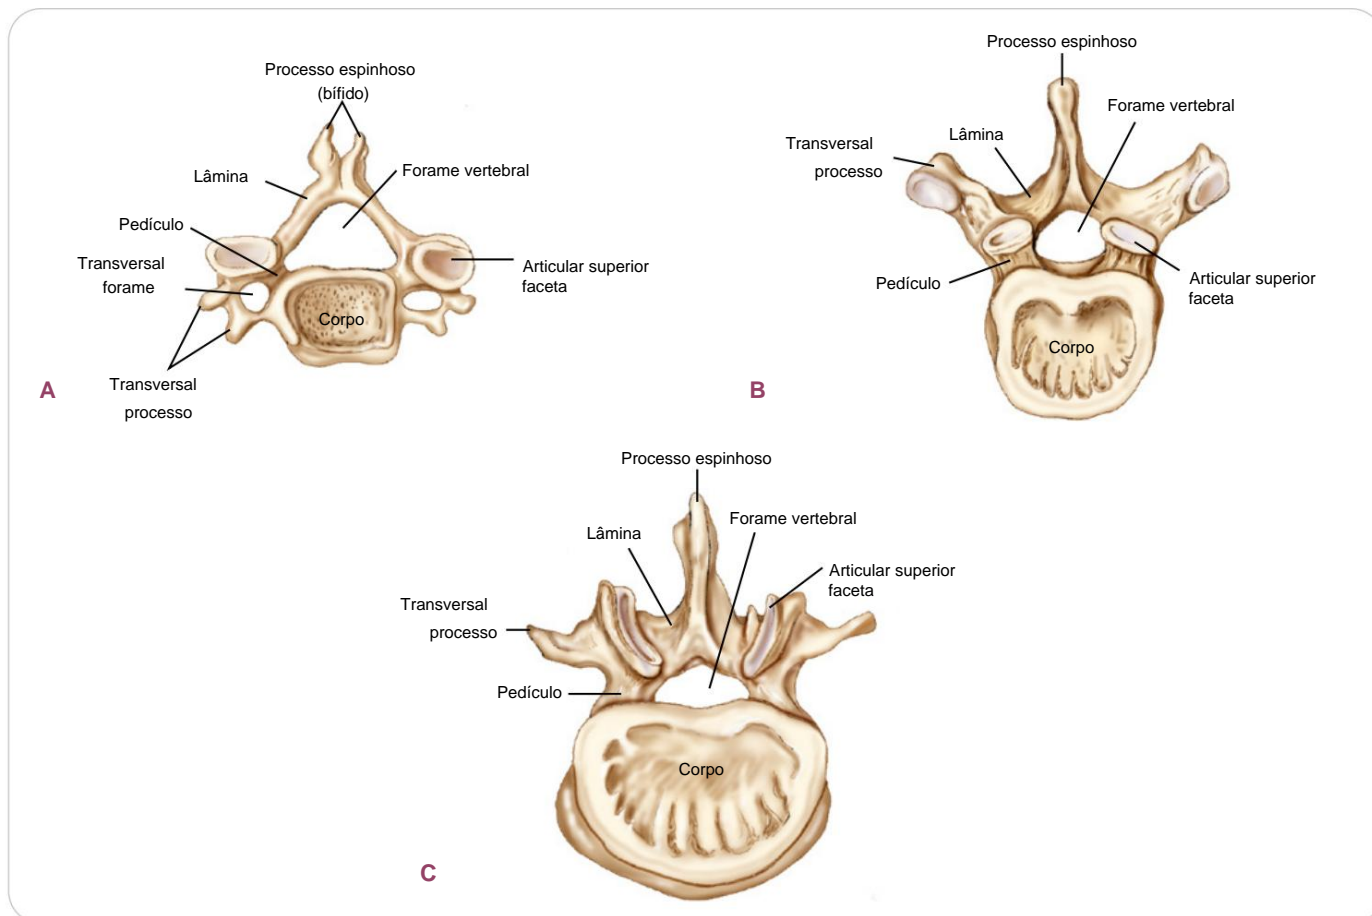 Processo espinhoso
(bífido)
Lâmina
Forame vertebral
Pedículo
Transversal
forame
Articular superior
faceta
Corpo
Transversal
processo
A
Processo espinhoso
Forame vertebral
Lâmina
Transversal
processo
Pedículo
Articular superior
faceta
Corpo
B
Processo espinhoso
Forame vertebral
Lâmina
Articular superior
faceta
Transversal
processo
Pedículo
Corpo
C